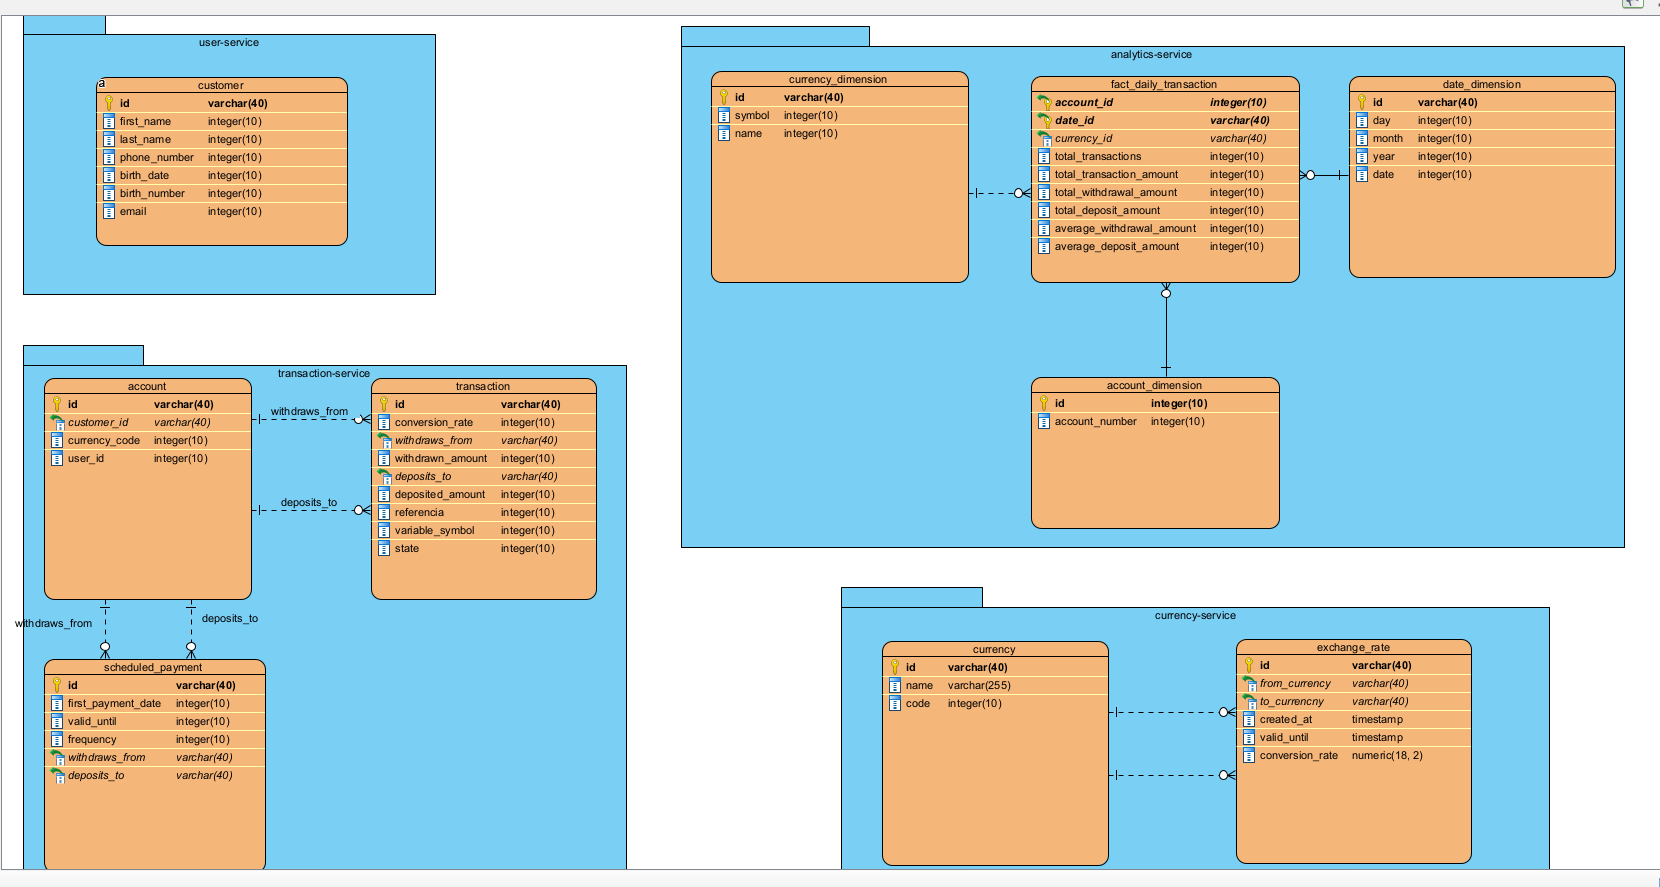 user-service
a
customer
id varchar(40)
first_name integer(10)
last_name integer(10)
phone_number integer(10)
birth_date integer(10)
birth_number integer(10)
email integer(10)
analytics-service
currency_dimension
id varchar(40)
symbol integer(10)
name integer(10)
fact_daily_transaction
account_id integer(10)
date_id varchar(40)
currency_id varchar(40)
total_transactions integer(10)
total_transaction_amount integer(10)
total_withdrawal_amount integer(10)
total_deposit_amount integer(10)
average_withdrawal_amount integer(10)
average_deposit_amount integer(10)
date_dimension
id varchar(40)
day integer(10)
month integer(10)
year integer(10)
date integer(10)
account_dimension
id integer(10)
account_number integer(10)
transaction-service
account
id varchar(40)
customer_id varchar(40)
currency_code integer(10)
user_id integer(10)
withdraws_from
deposits_to
transaction
id varchar(40)
conversion_rate integer(10)
withdraws_from varchar(40)
withdrawn_amount integer(10)
deposits_to varchar(40)
deposited_amount integer(10)
referencia integer(10)
variable_symbol integer(10)
state integer(10)
withdraws_from
deposits_to
scheduled_payment
id varchar(40)
first_payment_date integer(10)
valid_until integer(10)
frequency integer(10)
withdraws_from varchar(40)
deposits_to varchar(40)
currency-service
currency
id varchar(40)
name varchar(255)
code integer(10)
exchange_rate
id varchar(40)
from_currency varchar(40)
to_currencny varchar(40)
created_at timestamp
valid_until timestamp
conversion_rate numeric(18, 2)